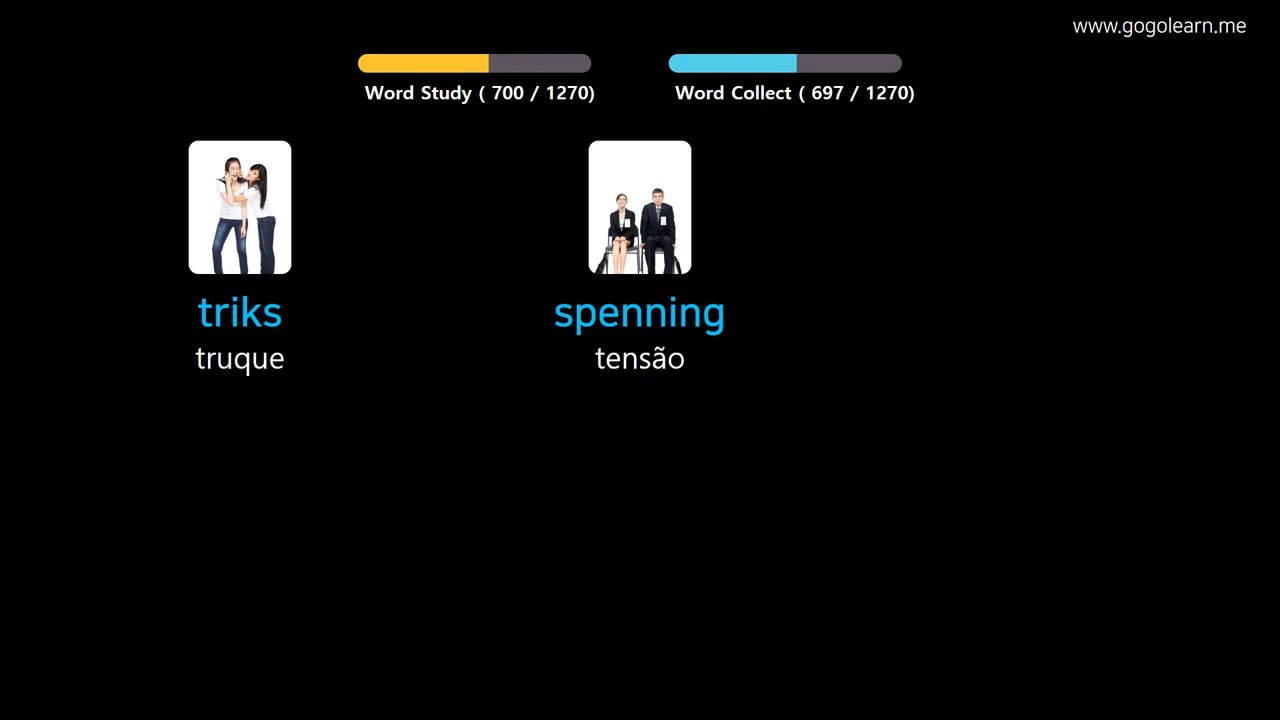 www.gogolearn.me
Word Study ( 700 / 1270)
Word Collect ( 697 / 1270)
triks
truque
spenning
tensão